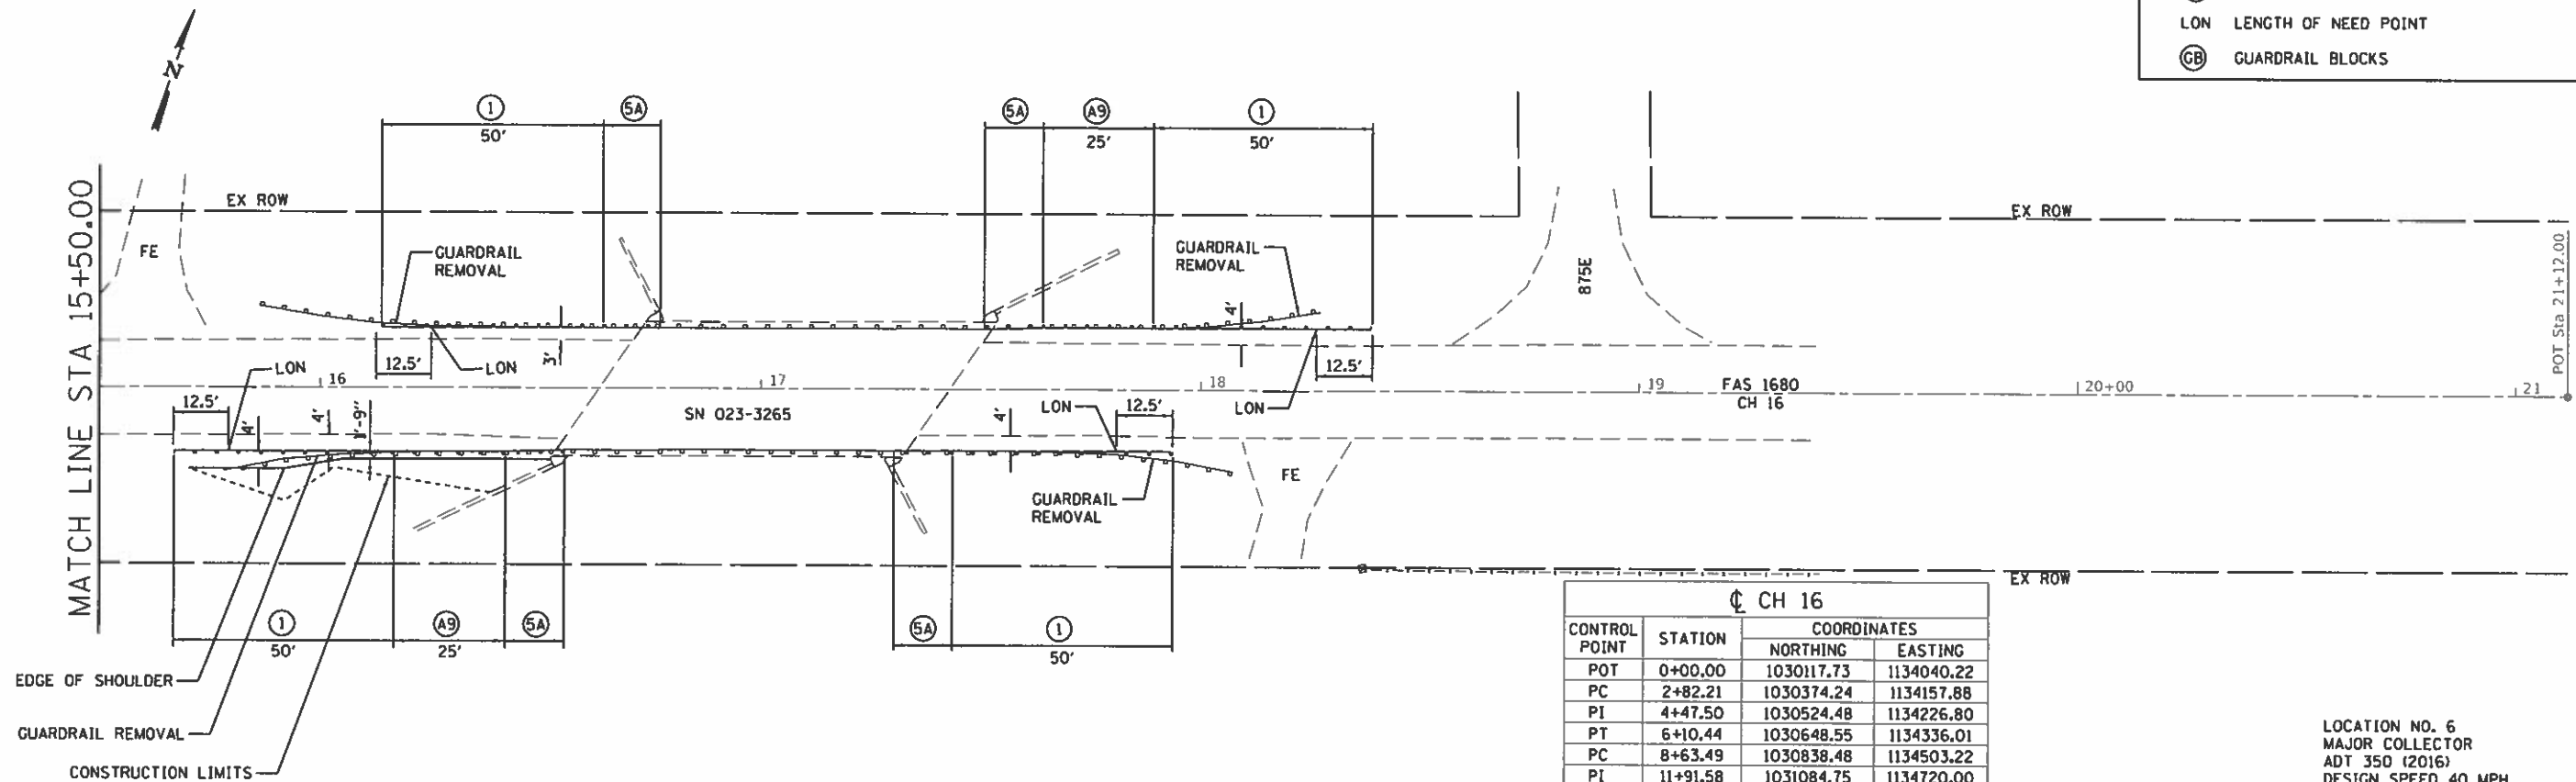 LON LENGTH OF NEED POINT
GB GUARDRAIL BLOCKS
N
1
50'
5A
5A
A9
25'
1
50'
MATCH LINE STA 15+50.00
EX ROW
EX ROW
FE
GUARDRAIL
REMOVAL
GUARDRAIL
REMOVAL
875E
POT Sta 21+12.00
4'
3'
12.5'
LON
12.5'
LON
16
17
18
19
FAS 1680
CH 16
20+00
21
LON
12.5'
4'
4'
1'-9"
SN 023-3265
4'
LON
12.5'
FE
GUARDRAIL
REMOVAL
EX ROW
1
50'
A9
25'
5A
5A
1
50'
EDGE OF SHOULDER
GUARDRAIL REMOVAL
CONSTRUCTION LIMITS
℄ CH 16
CONTROL POINT STATION COORDINATES
NORTHING EASTING
POT 0+00.00 1030117.73 1134040.22
PC 2+82.21 1030374.24 1134157.88
PI 4+47.50 1030524.48 1134226.80
PT 6+10.44 1030648.55 1134336.01
PC 8+63.49 1030838.48 1134503.22
PI 11+91.58 1031084.75 1134720.00
LOCATION NO. 6
MAJOR COLLECTOR
ADT 350 (2016)
DESIGN SPEED 40 MPH